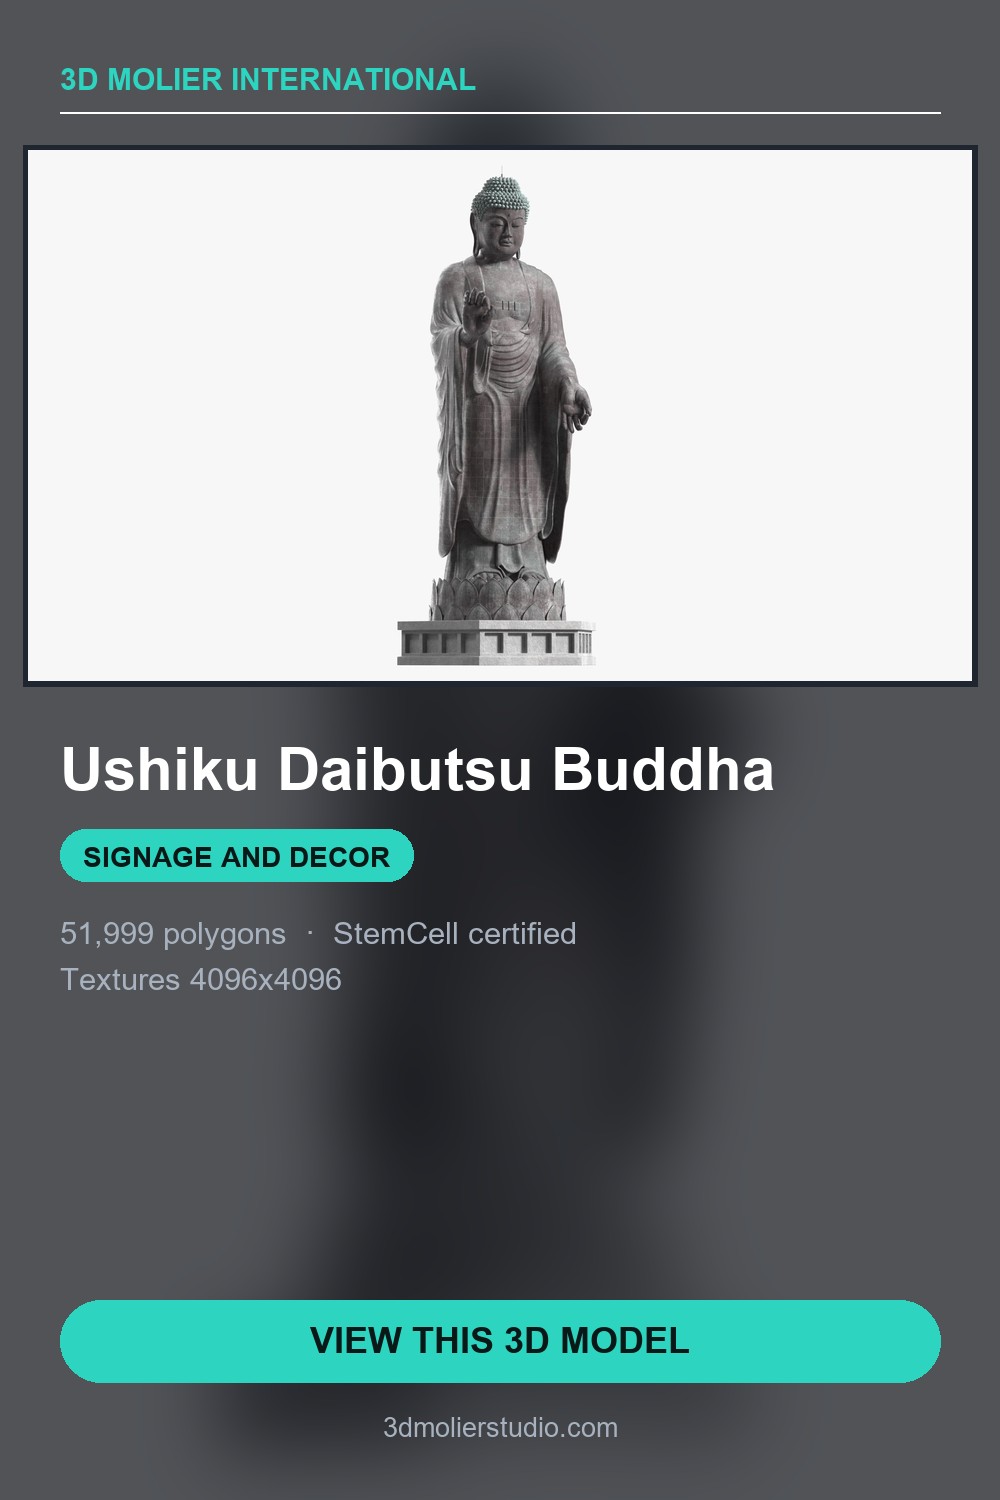 3D MOLIER INTERNATIONAL
Ushiku Daibutsu Buddha
SIGNAGE AND DECOR
51,999 polygons · StemCell certified
Textures 4096x4096
VIEW THIS 3D MODEL
3dmolierstudio.com